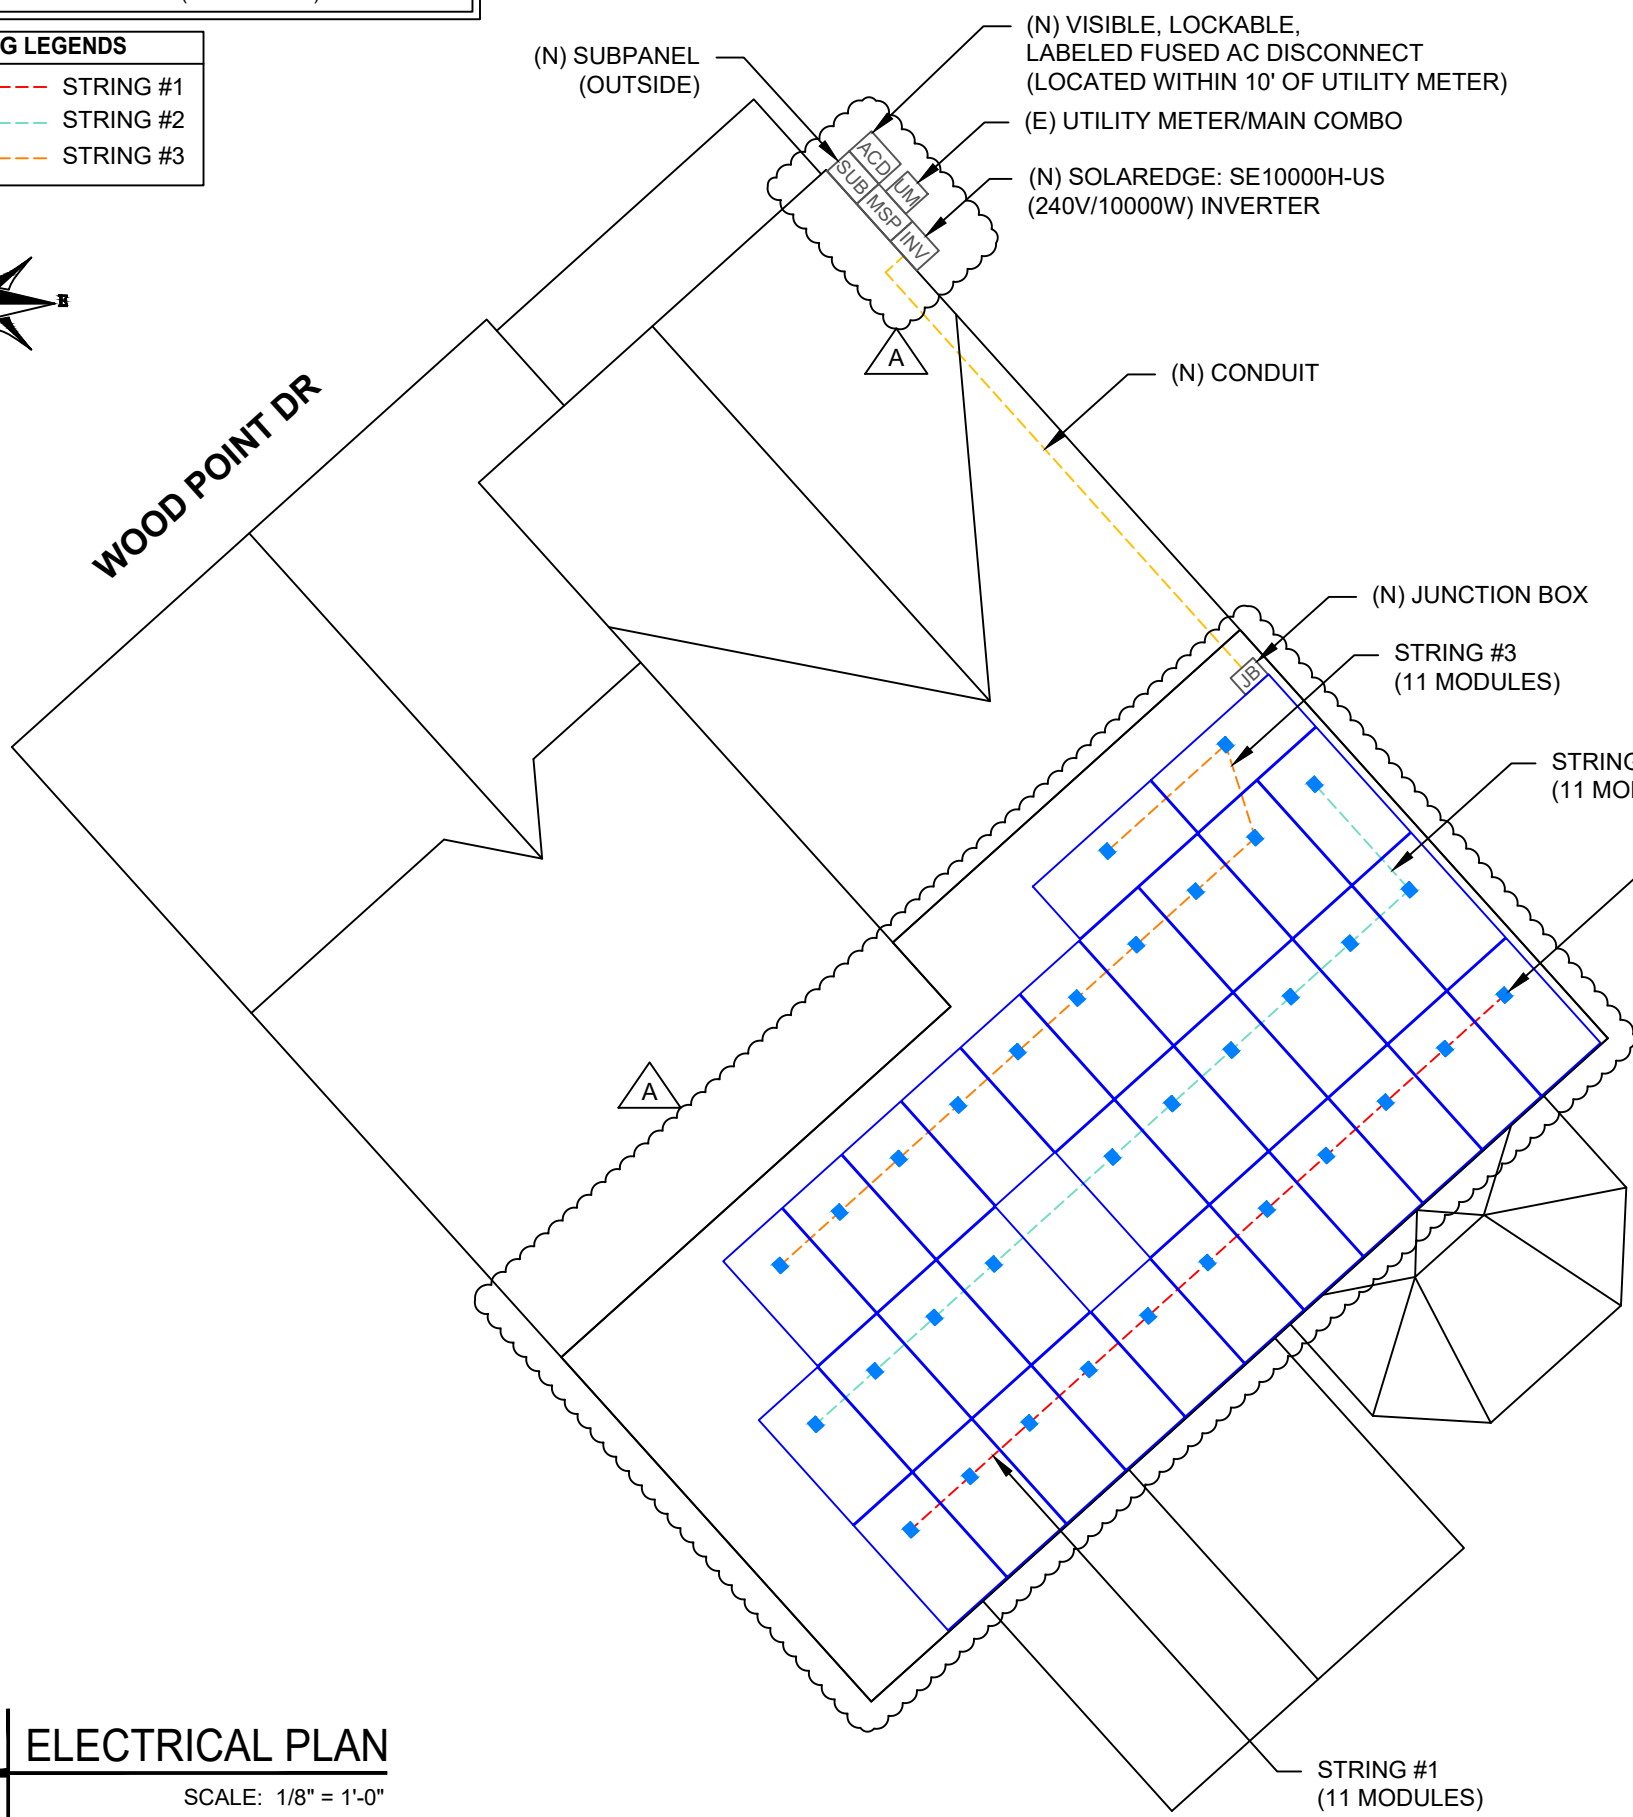 G LEGENDS
STRING #1
STRING #2
STRING #3
(N) SUBPANEL
(OUTSIDE)
(N) VISIBLE, LOCKABLE,
LABELED FUSED AC DISCONNECT
(LOCATED WITHIN 10' OF UTILITY METER)
(E) UTILITY METER/MAIN COMBO
(N) SOLAREDGE: SE10000H-US
(240V/10000W) INVERTER
ACD
UM
SUB
MSP
INV
A
(N) CONDUIT
WOOD POINT DR
(N) JUNCTION BOX
JB
STRING #3
(11 MODULES)
STRING
(11 MO
A
STRING #1
(11 MODULES)
ELECTRICAL PLAN
SCALE: 1/8" = 1'-0"